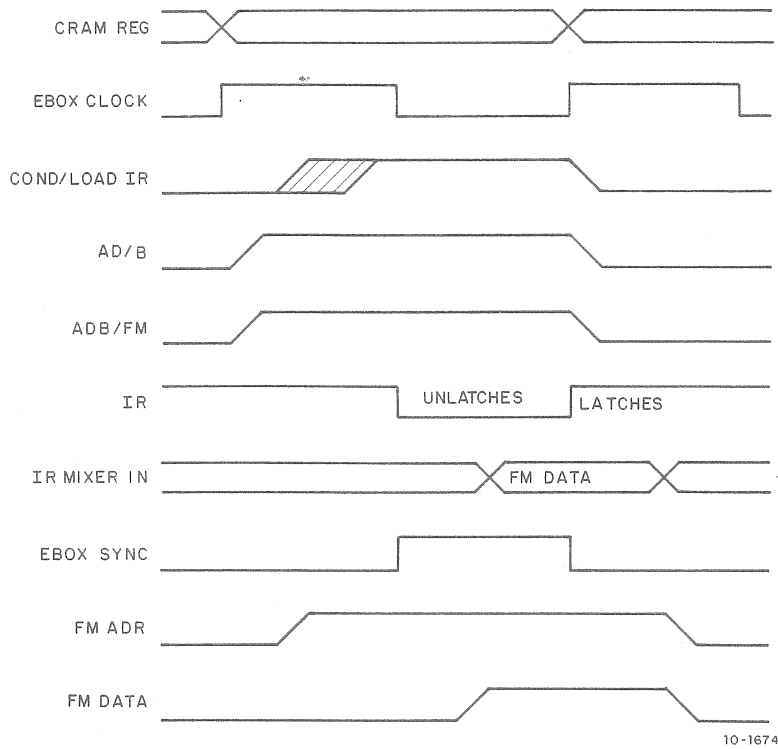 CRAM REG
EBOX CLOCK
COND/LOAD IR
AD/B
ADB/FM
IR
UNLATCHES
LATCHES
IR MIXER IN
FM DATA
EBOX SYNC
FM ADR
FM DATA
10-1674